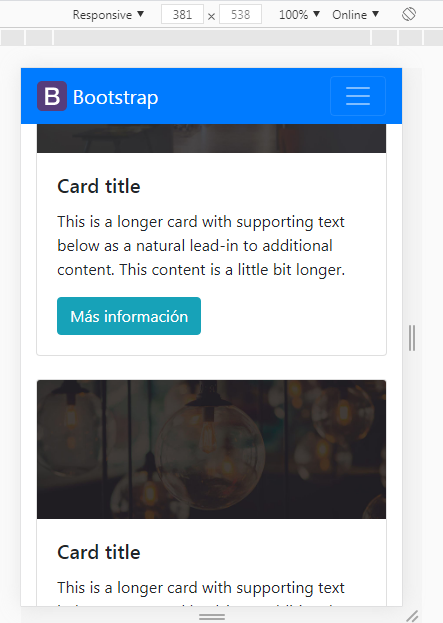 Responsive ▼ 381 × 538 100% ▼ Online ▼
B Bootstrap
Card title
This is a longer card with supporting text
below as a natural lead-in to additional
content. This content is a little bit longer.
Más información
Card title
This is a longer card with supporting text